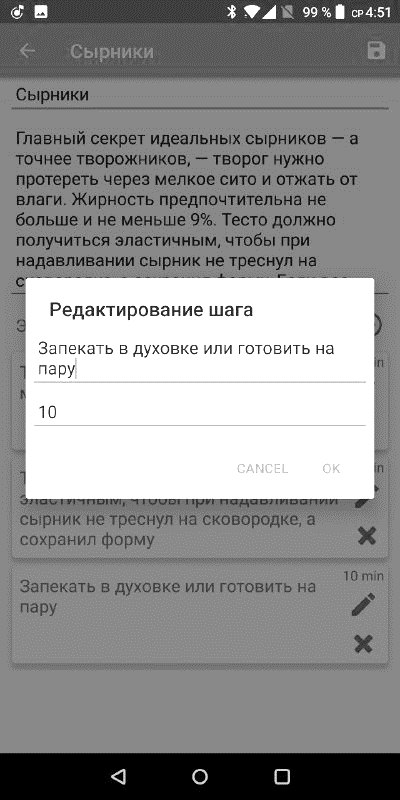 99 % ср 4:51
Сырники
Сырники
Главный секрет идеальных сырников — а
точнее творожников, — творог нужно
протереть через мелкое сито и отжать от
влаги. Жирность предпочтительна не
больше и не меньше 9%. Тесто должно
получиться эластичным, чтобы при
надавливании сырник не треснул на
Редактирование шага
Запекать в духовке или готовить на
пару
10
CANCEL OK
эластичным, чтобы при надавливании
сырник не треснул на сковородке, а
сохранил форму
10 min
Запекать в духовке или готовить на
пару